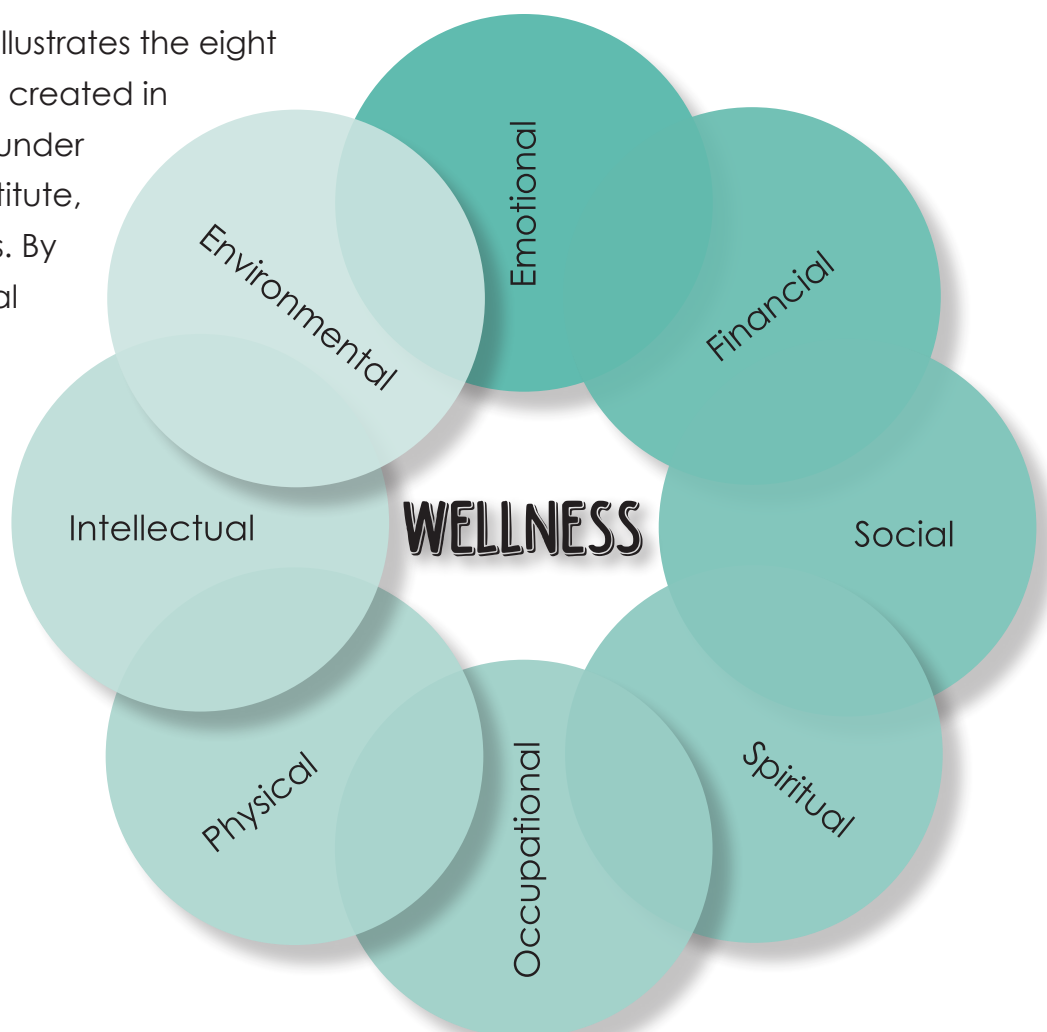 llustrates the eight
created in
under
titute,
s. By
al
Emotional
Environmental
Financial
Intellectual
WELLNESS
Social
Physical
Occupational
Spiritual